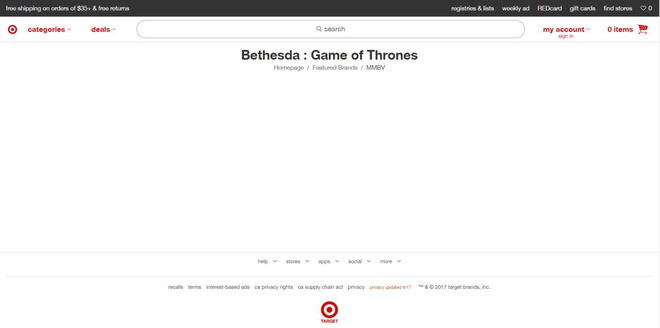 free shipping on orders of $35+ & free returns
registries & lists weekly ad REDcard gift cards find stores 0
categories deals search my account 0 items
sign in
Bethesda : Game of Thrones
Homepage / Featured Brands / MMBV
help stores apps social more
recalls terms interest-based ads ca privacy rights ca supply chain act privacy privacy updated 6/17 ™ & © 2017 target brands, inc.
TARGET